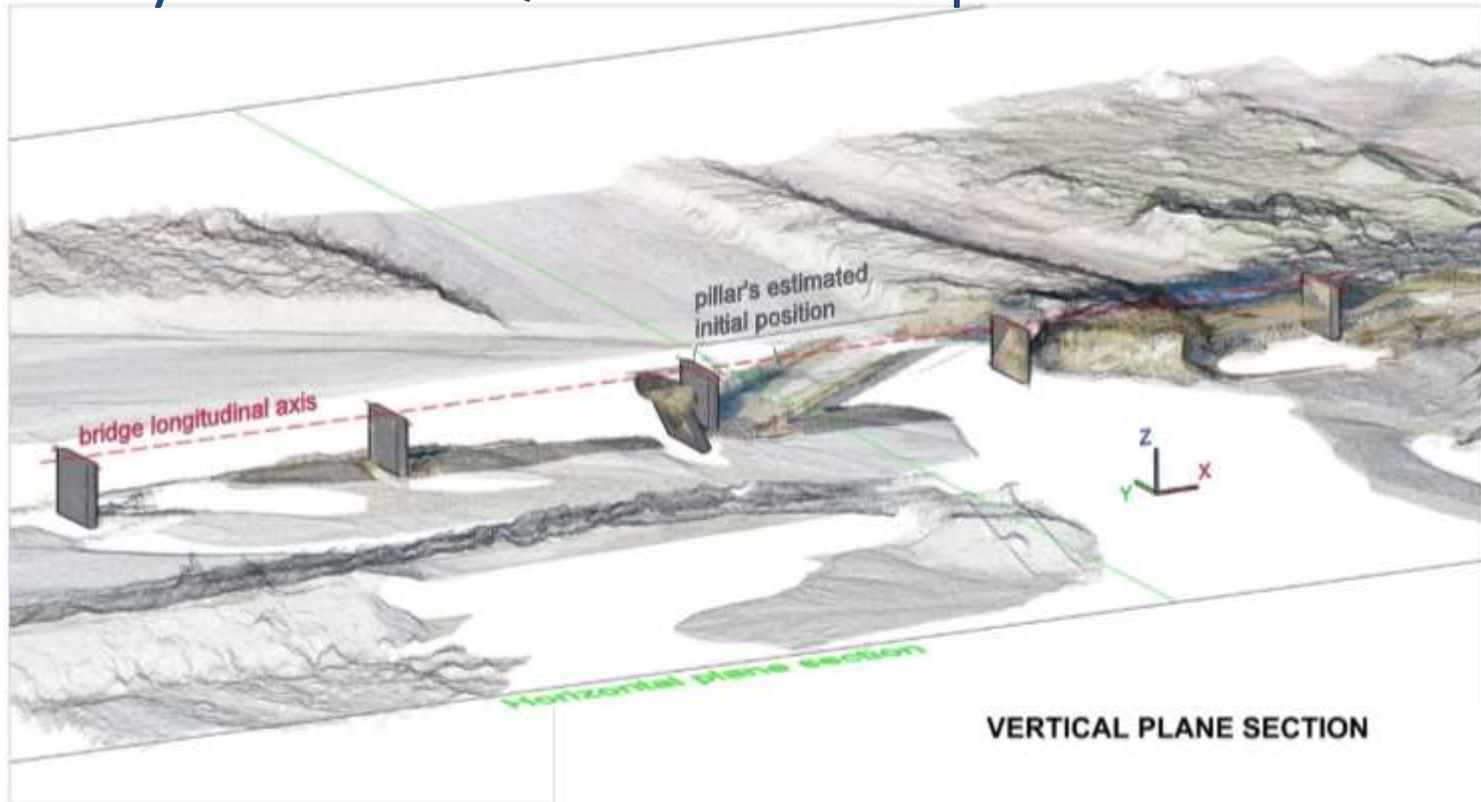 pillar's estimated
initial position
bridge longitudinal axis
Z
X
Y
Horizontal plane section
VERTICAL PLANE SECTION